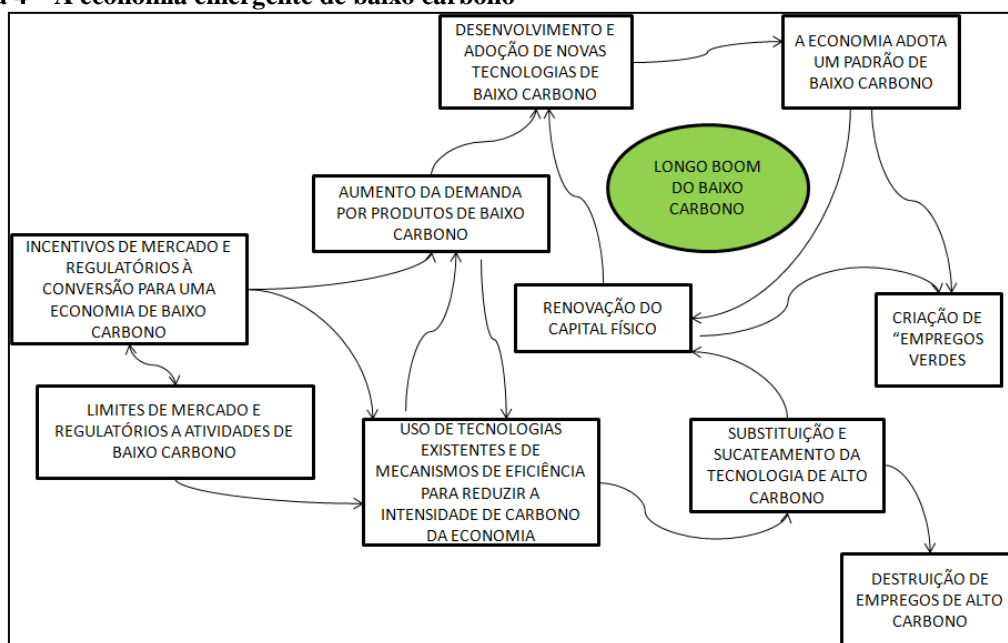 4 – A economia emergente de baixo carbono
DESENVOLVIMENTO E
ADOÇÃO DE NOVAS
TECNOLOGIAS DE
BAIXO CARBONO
A ECONOMIA ADOTA
UM PADRÃO DE
BAIXO CARBONO
LONGO BOOM
DO BAIXO
CARBONO
AUMENTO DA DEMANDA
POR PRODUTOS DE BAIXO
CARBONO
INCENTIVOS DE MERCADO E
REGULATÓRIOS À
CONVERSÃO PARA UMA
ECONOMIA DE BAIXO
CARBONO
RENOVAÇÃO DO
CAPITAL FÍSICO
CRIAÇÃO DE
“EMPREGOS
VERDES
LIMITES DE MERCADO E
REGULATÓRIOS A ATIVIDADES DE
BAIXO CARBONO
USO DE TECNOLOGIAS
EXISTENTES E DE
MECANISMOS DE EFICIÊNCIA
PARA REDUZIR A
INTENSIDADE DE CARBONO
DA ECONOMIA
SUBSTITUIÇÃO E
SUCATEAMENTO DA
TECNOLOGIA DE ALTO
CARBONO
DESTRUIÇÃO DE
EMPREGOS DE ALTO
CARBONO